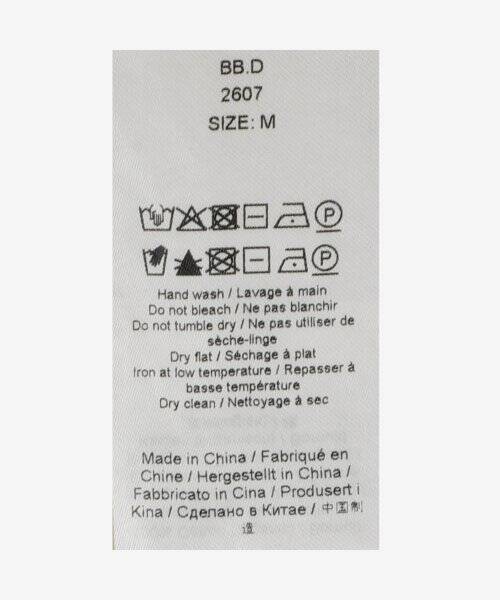 BB.D
2607
SIZE: M
Hand wash / Lavage à main
Do not bleach / Ne pas blanchir
Do not tumble dry / Ne pas utiliser de
sèche-linge
Dry flat / Séchage à plat
Iron at low temperature / Repasser à
basse température
Dry clean / Nettoyage à sec
Made in China / Fabriqué en
Chine / Hergestellt in China /
Fabbricato in Cina / Produsert i
Kina / Сделано в Китае / 中国制
造